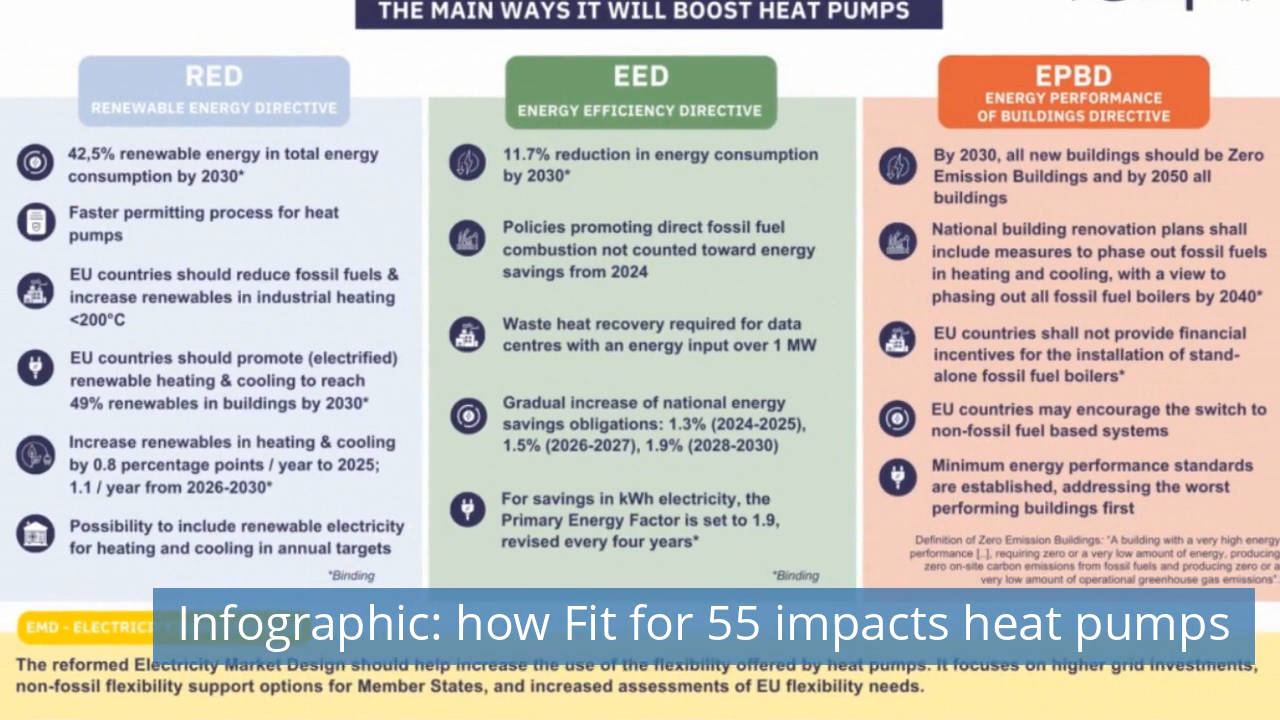 THE MAIN WAYS IT WILL BOOST HEAT PUMPS
RED
RENEWABLE ENERGY DIRECTIVE
42,5% renewable energy in total energy
consumption by 2030*
Faster permitting process for heat
pumps
EU countries should reduce fossil fuels &
increase renewables in industrial heating
<200°C
EU countries should promote (electrified)
renewable heating & cooling to reach
49% renewables in buildings by 2030*
Increase renewables in heating & cooling
by 0.8 percentage points / year to 2025;
1.1 / year from 2026-2030*
Possibility to include renewable electricity
for heating and cooling in annual targets
*Binding
EED
ENERGY EFFICIENCY DIRECTIVE
11.7% reduction in energy consumption
by 2030*
Policies promoting direct fossil fuel
combustion not counted toward energy
savings from 2024
Waste heat recovery required for data
centres with an energy input over 1 MW
Gradual increase of national energy
savings obligations: 1.3% (2024-2025),
1.5% (2026-2027), 1.9% (2028-2030)
For savings in kWh electricity, the
Primary Energy Factor is set to 1.9,
revised every four years*
*Binding
EPBD
ENERGY PERFORMANCE
OF BUILDINGS DIRECTIVE
By 2030, all new buildings should be Zero
Emission Buildings and by 2050 all
buildings
National building renovation plans shall
include measures to phase out fossil fuels
in heating and cooling, with a view to
phasing out all fossil fuel boilers by 2040*
EU countries shall not provide financial
incentives for the installation of stand-
alone fossil fuel boilers*
EU countries may encourage the switch to
non-fossil fuel based systems
Minimum energy performance standards
are established, addressing the worst
performing buildings first
Definition of Zero Emission Buildings: "A building with a very high energy
performance [..], requiring zero or a very low amount of energy, producing
zero on-site carbon emissions from fossil fuels and producing zero or a
very low amount of operational greenhouse gas emissions".
EMD - ELECTRICITY
Infographic: how Fit for 55 impacts heat pumps
The reformed Electricity Market Design should help increase the use of the flexibility offered by heat pumps. It focuses on higher grid investments,
non-fossil flexibility support options for Member States, and increased assessments of EU flexibility needs.